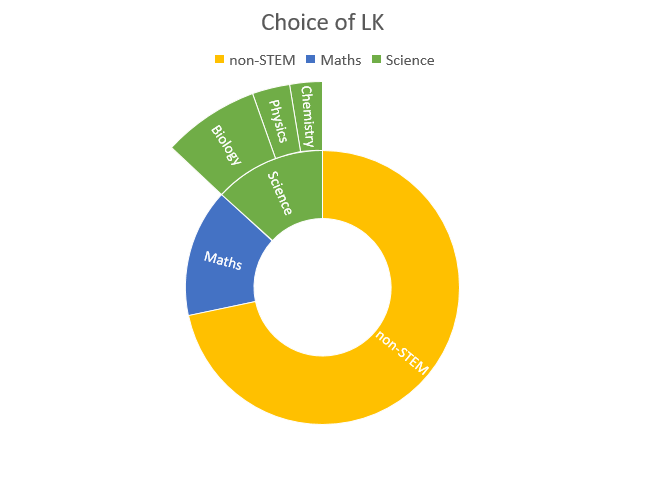 Choice of LK
non-STEM Maths Science
Chemistry
Physics
Biology
Science
Maths
non-STEM